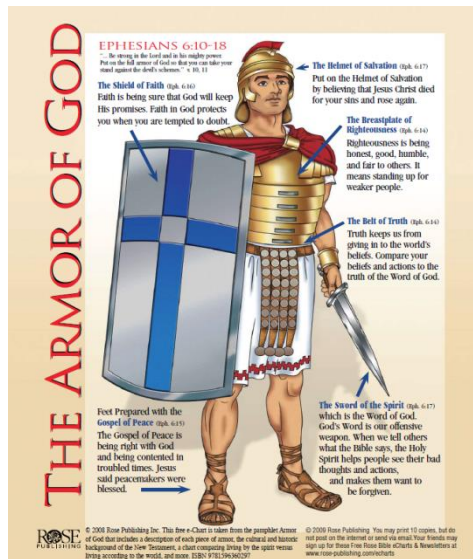 THE ARMOR OF GOD
EPHESIANS 6:10-18
"... Be strong in the Lord and in his mighty power.
Put on the full armor of God so that you can take your
stand against the devil's schemes." v. 10, 11
The Shield of Faith (Eph. 6:16)
Faith is being sure that God will keep
His promises. Faith in God protects
you when you are tempted to doubt.
The Helmet of Salvation (Eph. 6:17)
Put on the Helmet of Salvation
by believing that Jesus Christ died
for your sins and rose again.
The Breastplate of
Righteousness (Eph. 6:14)
Righteousness is being
honest, good, humble,
and fair to others. It
means standing up for
weaker people.
The Belt of Truth (Eph. 6:14)
Truth keeps us from
giving in to the world's
beliefs. Compare your
beliefs and actions to the
truth of the Word of God.
The Sword of the Spirit (Eph. 6:17)
which is the Word of God.
God's Word is our offensive
weapon. When we tell others
what the Bible says, the Holy
Spirit helps people see their bad
thoughts and actions,
and makes them want to
be forgiven.
Feet Prepared with the
Gospel of Peace (Eph. 6:15)
The Gospel of Peace is
being right with God
and being contented in
troubled times. Jesus
said peacemakers were
blessed.
ROSE
PUBLISHING
© 2008 Rose Publishing Inc. This free e-Chart is taken from the pamphlet Armor
of God that includes a description of each piece of armor, the cultural and historic
background of the New Testament, a chart comparing living by the spirit versus
living according to the world, and more. ISBN 9781596360297
© 2009 Rose Publishing. You may print 10 copies, but do
not post on the internet or send via email. Your friends may
sign up for these Free Rose Bible eCharts & Newsletters at
www.rose-publishing.com/echarts